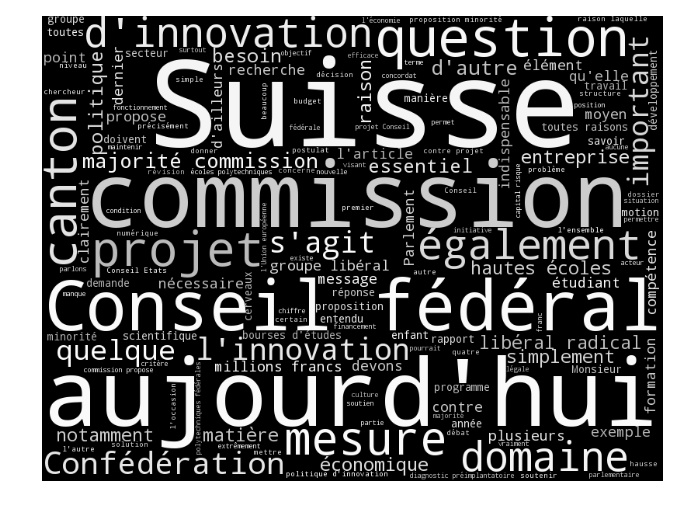 groupe
toutes
d'innovation
l'économie
proposition minorité
raison laquelle
question
point
niveau
politique
dernier
secteur
surtout
objectif
besoin
recherche
d'ailleurs
Suisse
raison
efficace
terme
concordat
décision
d'autre
manière
élément
qu'elle
travail
structure
important
développement
chercheur
fonctionnement
propose
précisément
doivent
maintenir
simple
beaucoup
budget
fédérale
projet Conseil
permet
indispensable
position
moyen
toutes raisons
savoir
aucune
canton
majorité commission
donner
postulat
l'article
contre projet
essentiel
entreprise
problème
révision
écoles polytechniques
concerne
nouvelle
visant
Conseil
capital risque
dossier
situation
motion
permettre
clairement
condition
commission
premier
Parlement
numérique
projet
s'agit
l'Union européenne
initiative
l'ensemble
également
parlons
Conseil Etats
existe
groupe libéral
autre
hautes écoles
acteur
compétence
manque
demande
nécessaire
cerveaux
message
réponse
étudiant
Conseil fédéral
chiffre
certain
proposition
entendu
financement
franc
minorité
scientifique
bourses d'études
enfant
rapport
libéral radical
formation
quelque
l'innovation
pourrait
quatre
simplement
commission propose
critère
millions francs
devons
légale
Monsieur
aujourd'hui
l'occasion
polytechniques fédérales
culture
soutien
programme
contre
partie
majorité
année
débat
notamment
l'autre
solution
matière
extrêmement
mettre
mesure
vraiment
plusieurs
exemple
Confédération
économique
domaine
hausse
politique d'innovation
diagnostic préimplantatoire
soutenir
parlementaire